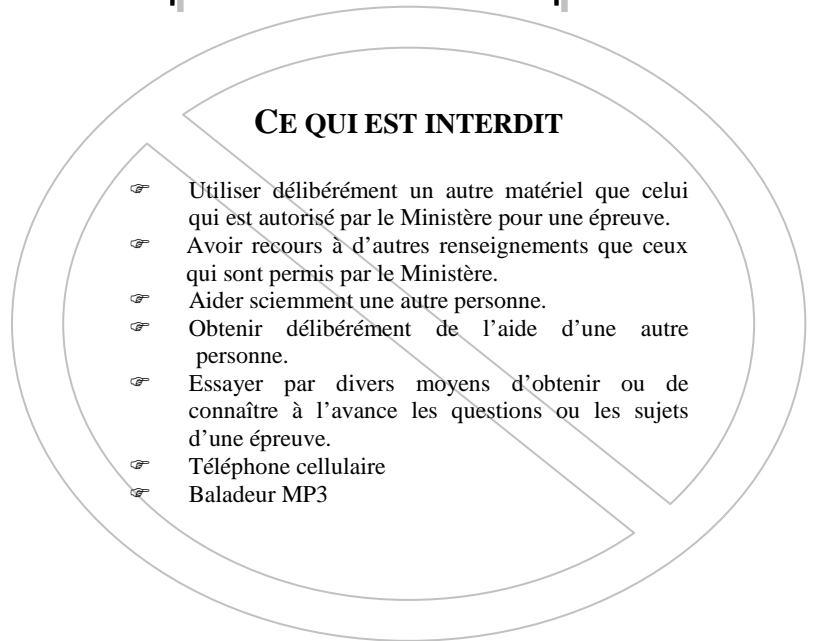 CE QUI EST INTERDIT
☞ Utiliser délibérément un autre matériel que celui
qui est autorisé par le Ministère pour une épreuve.
☞ Avoir recours à d’autres renseignements que ceux
qui sont permis par le Ministère.
☞ Aider sciemment une autre personne.
☞ Obtenir délibérément de l’aide d’une autre
personne.
☞ Essayer par divers moyens d’obtenir ou de
connaître à l’avance les questions ou les sujets
d’une épreuve.
☞ Téléphone cellulaire
☞ Baladeur MP3